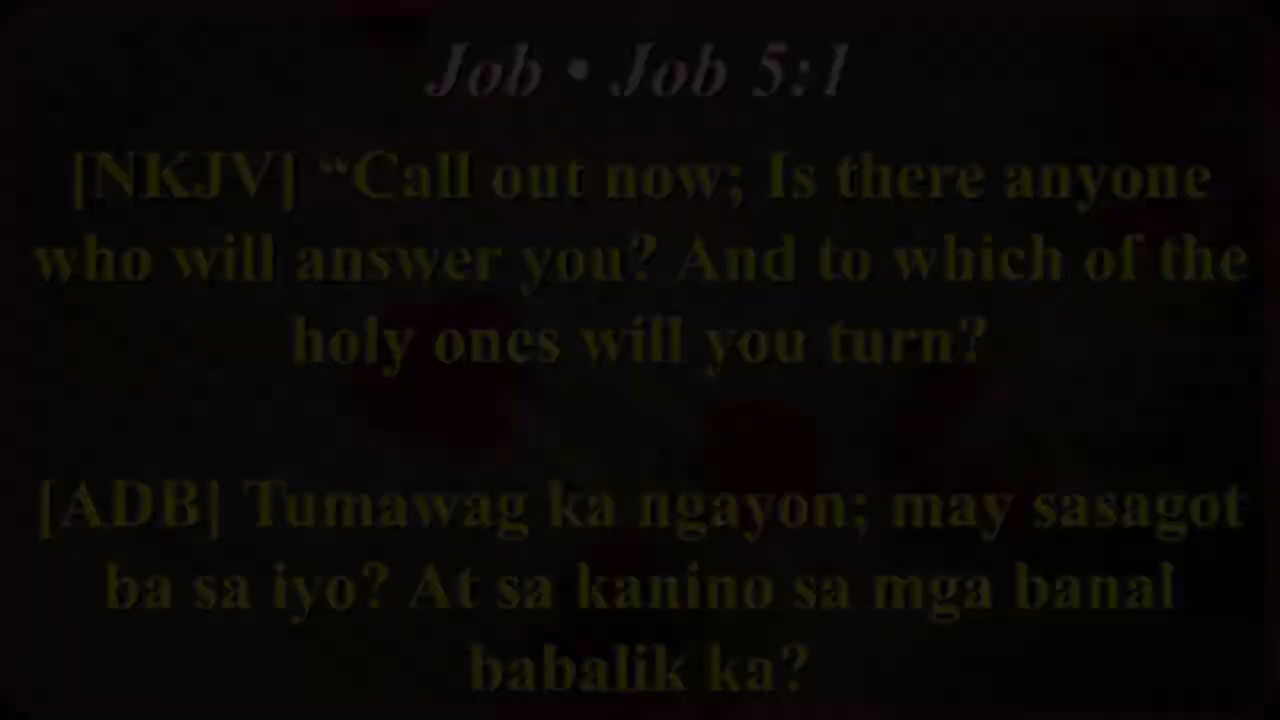 Job • Job 5:1
[NKJV] “Call out now; Is there anyone
who will answer you? And to which of the
holy ones will you turn?
[ADB] Tumawag ka ngayon; may sasagot
ba sa iyo? At sa kanino sa mga banal
babalik ka?